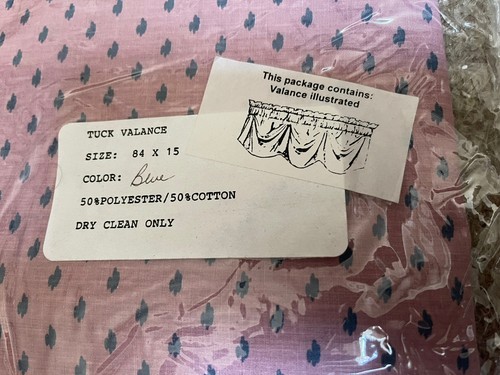 This package contains:
Valance illustrated
TUCK VALANCE
SIZE: 84 X 15
COLOR: Blue
50%POLYESTER/50%COTTON
DRY CLEAN ONLY